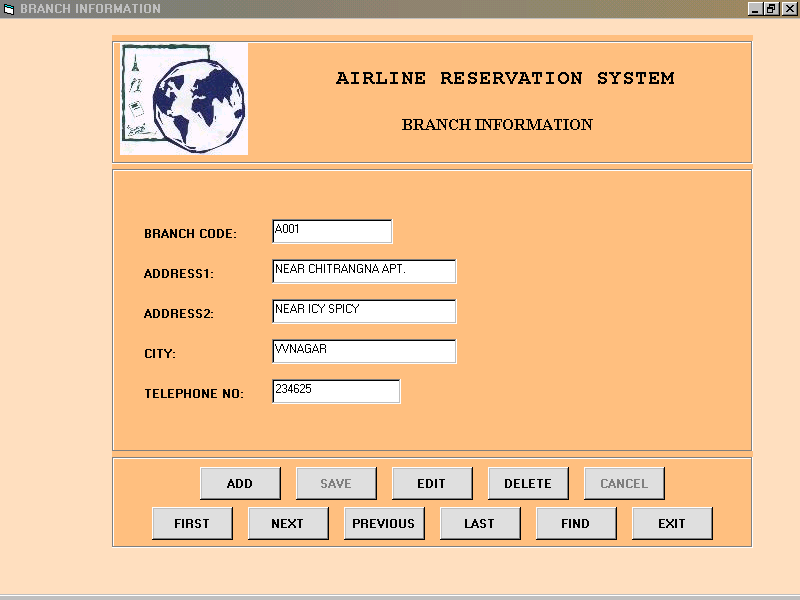 BRANCH INFORMATION
AIRLINE RESERVATION SYSTEM
BRANCH INFORMATION
BRANCH CODE: A001
ADDRESS1: NEAR CHITRANGNA APT.
ADDRESS2: NEAR ICY SPICY
CITY: VVNAGAR
TELEPHONE NO: 234625
ADD SAVE EDIT DELETE CANCEL
FIRST NEXT PREVIOUS LAST FIND EXIT